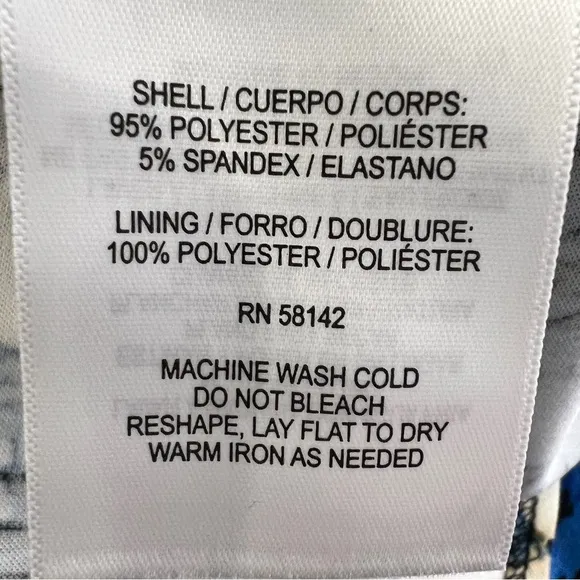 SHELL / CUERPO / CORPS:
95% POLYESTER / POLIÉSTER
5% SPANDEX / ELASTANO
LINING / FORRO / DOUBLURE:
100% POLYESTER / POLIÉSTER
RN 58142
MACHINE WASH COLD
DO NOT BLEACH
RESHAPE, LAY FLAT TO DRY
WARM IRON AS NEEDED